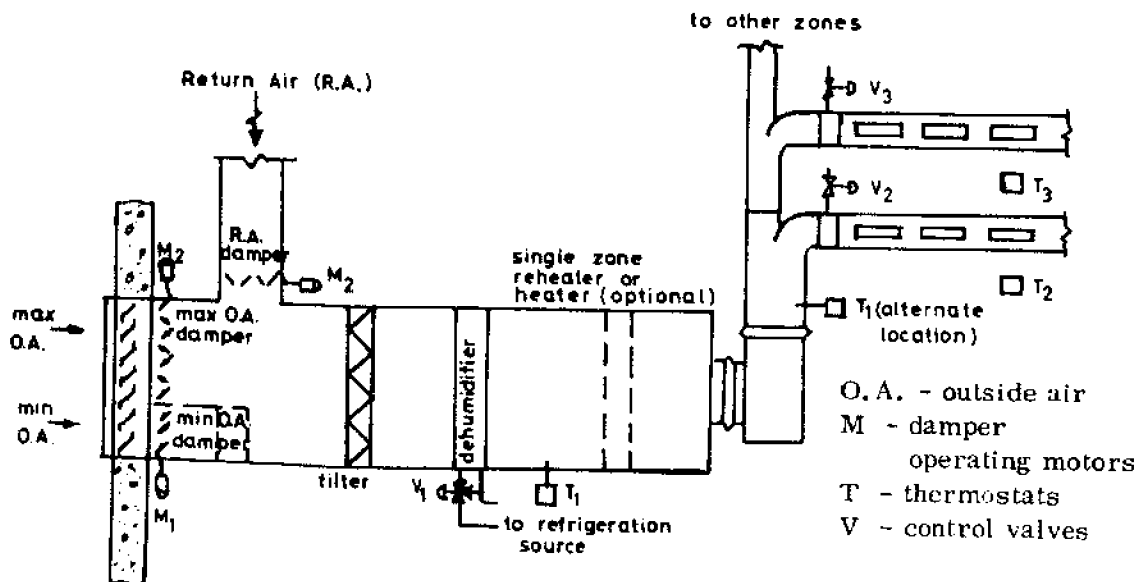 to other zones
Return Air (R.A.)
V3
T3
V2
T2
R.A.
damper
M2
M2
single zone
reheater or
heater (optional)
max
O.A.
max O.A.
damper
T1 (alternate
location)
min
O.A.
min O.A.
damper
dehumidifier
O.A. - outside air
M - damper
operating motors
T - thermostats
V - control valves
filter
V1
T1
M1
to refrigeration
source